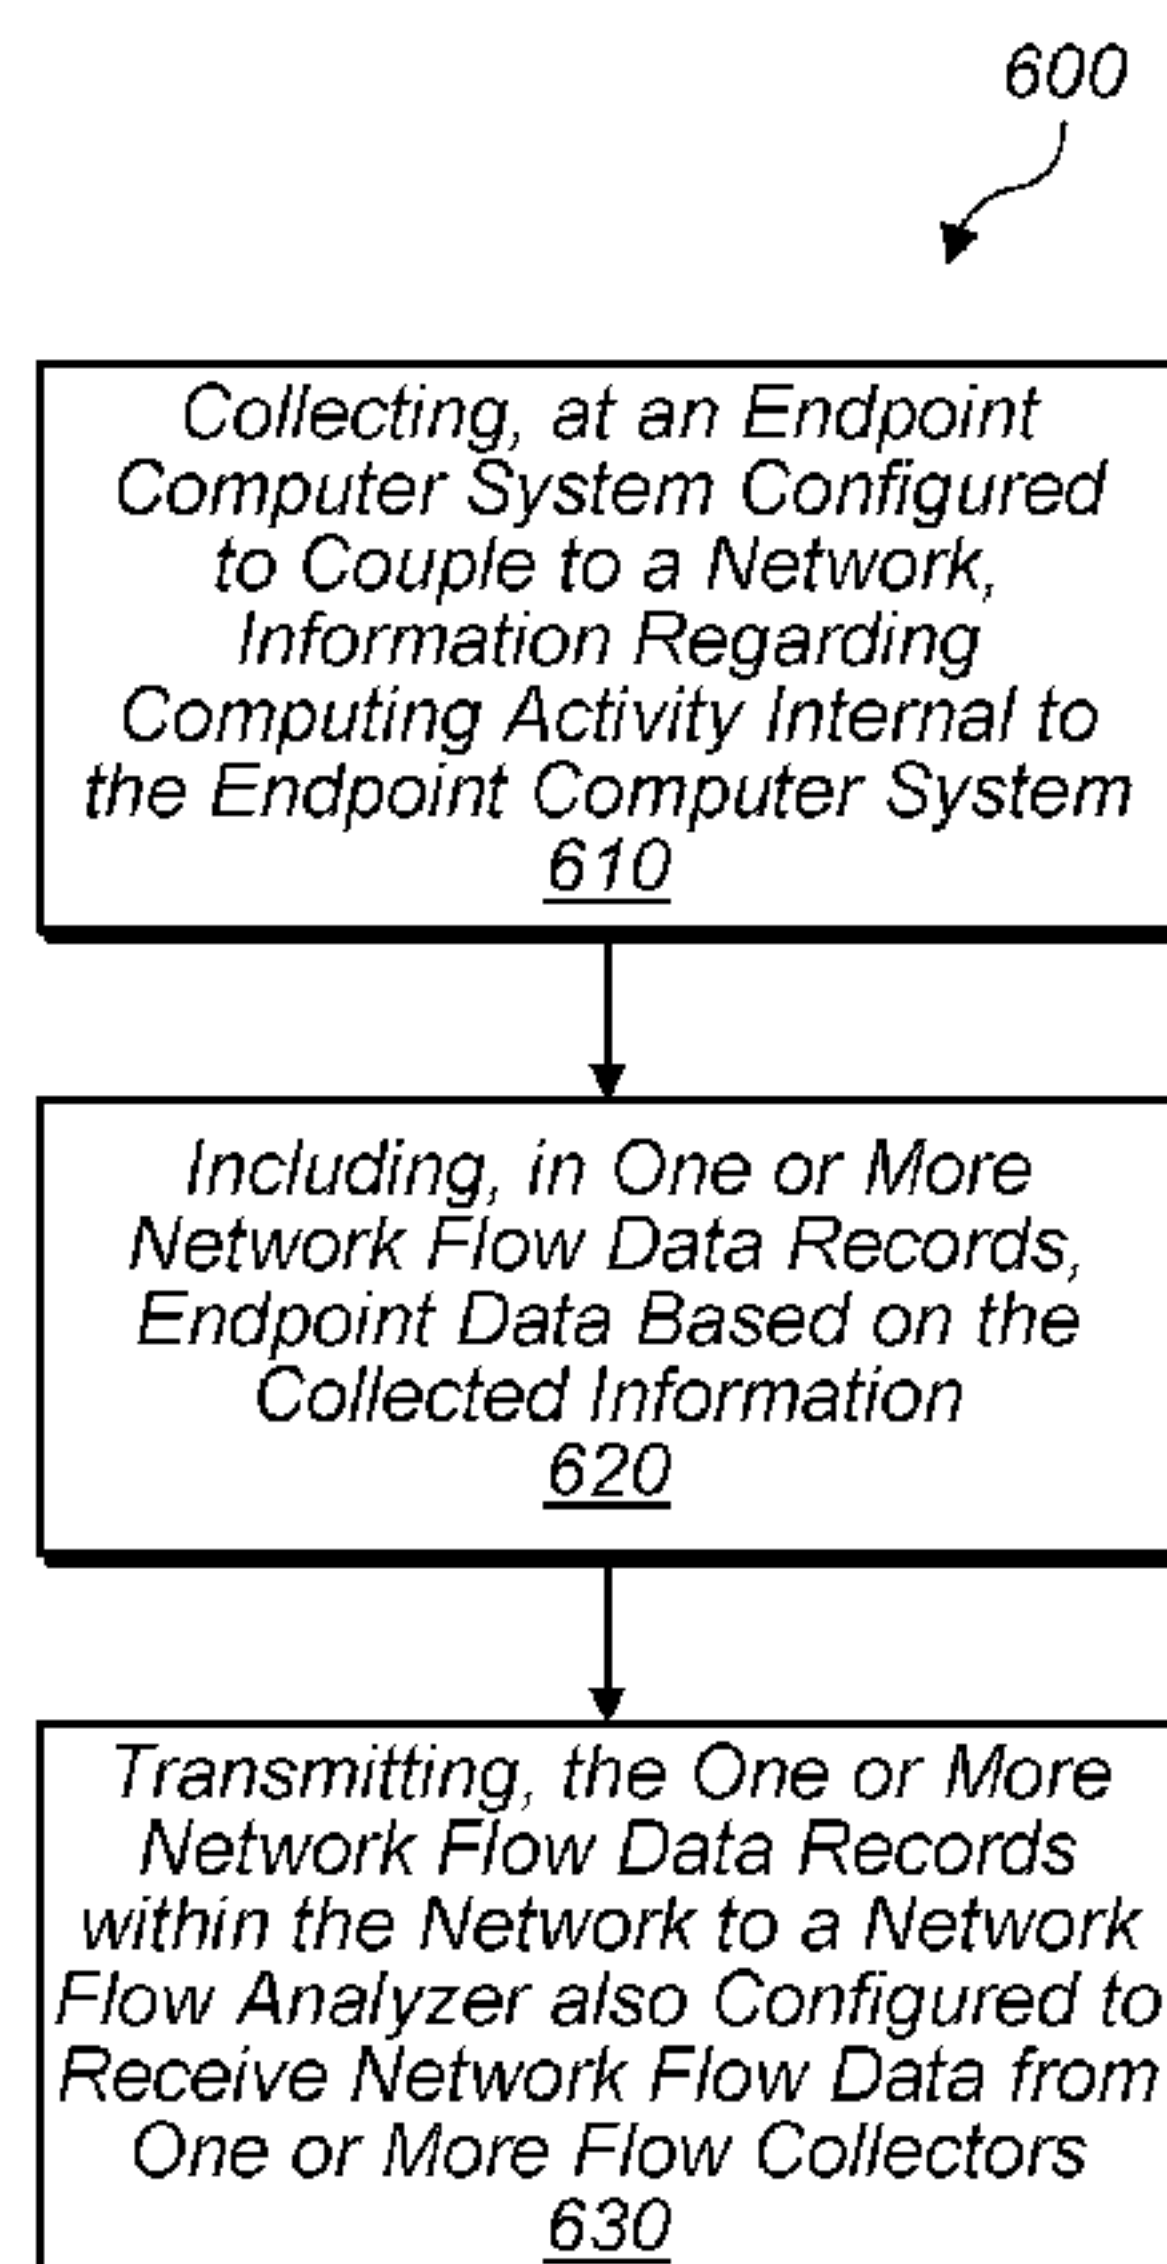 600
Collecting, at an Endpoint
Computer System Configured
to Couple to a Network,
Information Regarding
Computing Activity Internal to
the Endpoint Computer System
610
Including, in One or More
Network Flow Data Records,
Endpoint Data Based on the
Collected Information
620
Transmitting, the One or More
Network Flow Data Records
within the Network to a Network
Flow Analyzer also Configured to
Receive Network Flow Data from
One or More Flow Collectors
630